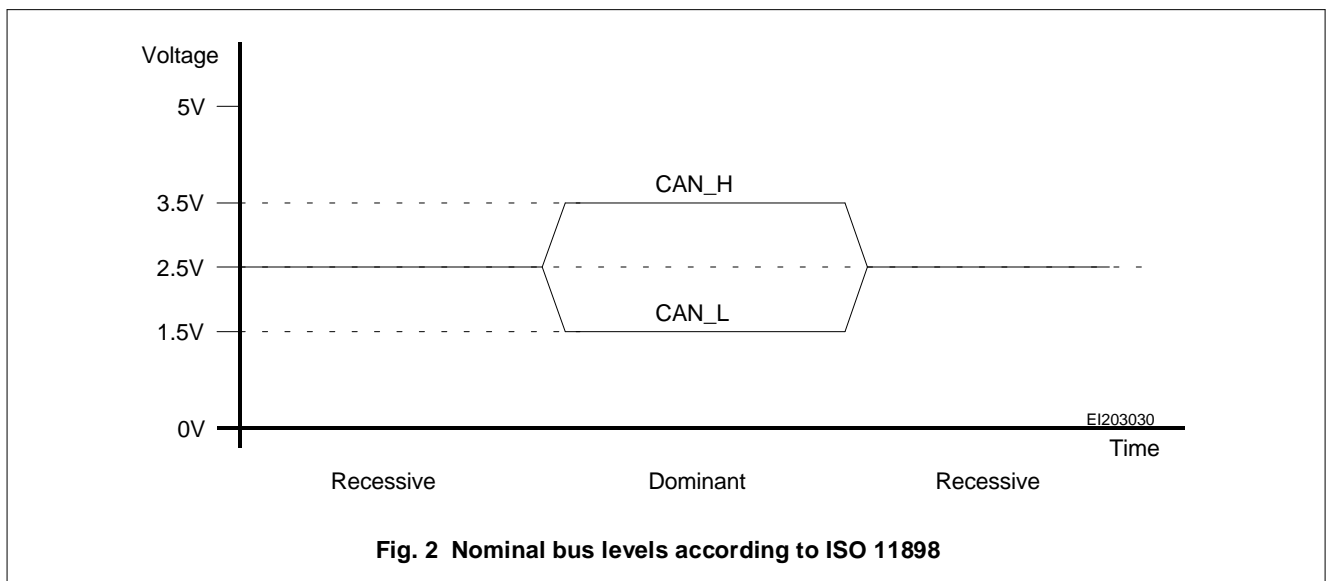 Voltage
5V
CAN_H
3.5V
2.5V
CAN_L
1.5V
0V
EI203030
Time
Recessive Dominant Recessive
Fig. 2 Nominal bus levels according to ISO 11898